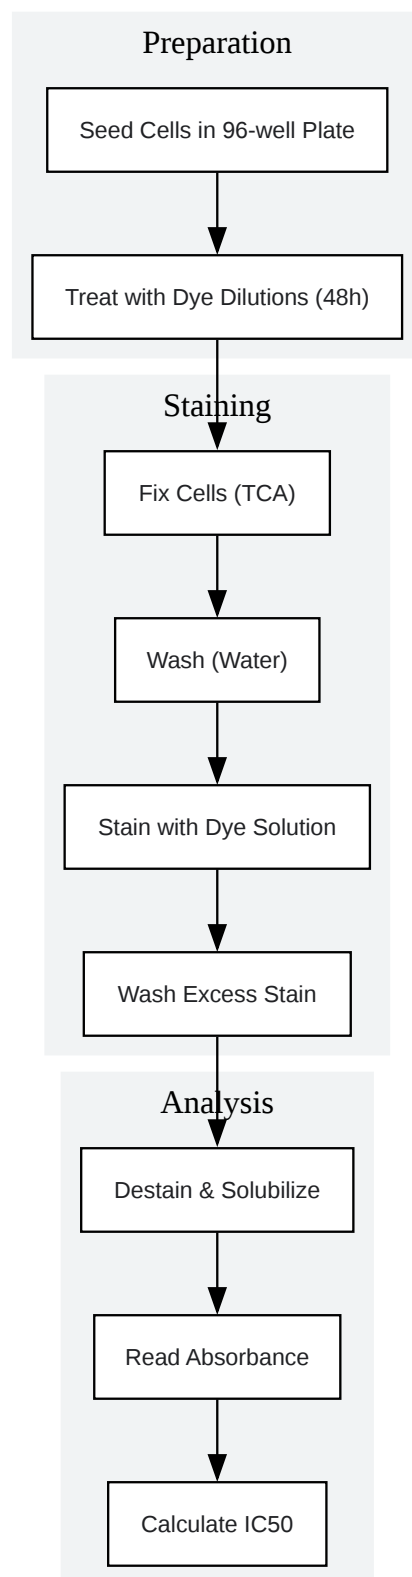 Preparation
Seed Cells in 96-well Plate
Treat with Dye Dilutions (48h)
Staining
Fix Cells (TCA)
Wash (Water)
Stain with Dye Solution
Wash Excess Stain
Analysis
Destain & Solubilize
Read Absorbance
Calculate IC50